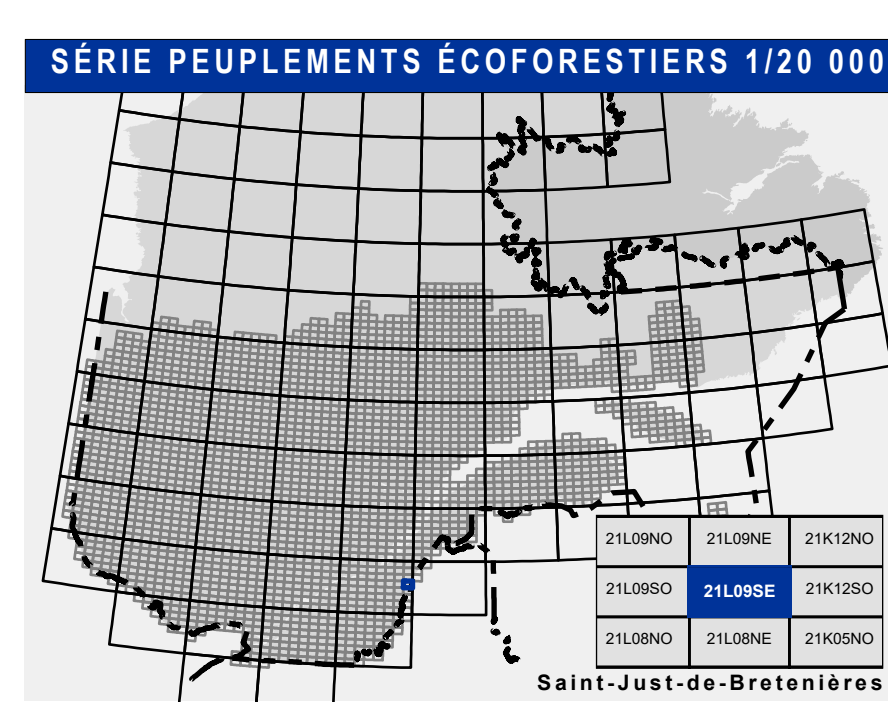 SÉRIE PEUPLEMENTS ÉCOFORESTIERS 1/20 000
21L09NO 21L09NE 21K12NO
21L09SO 21L09SE 21K12SO
21L08NO 21L08NE 21K05NO
Saint-Just-de-Bretenières